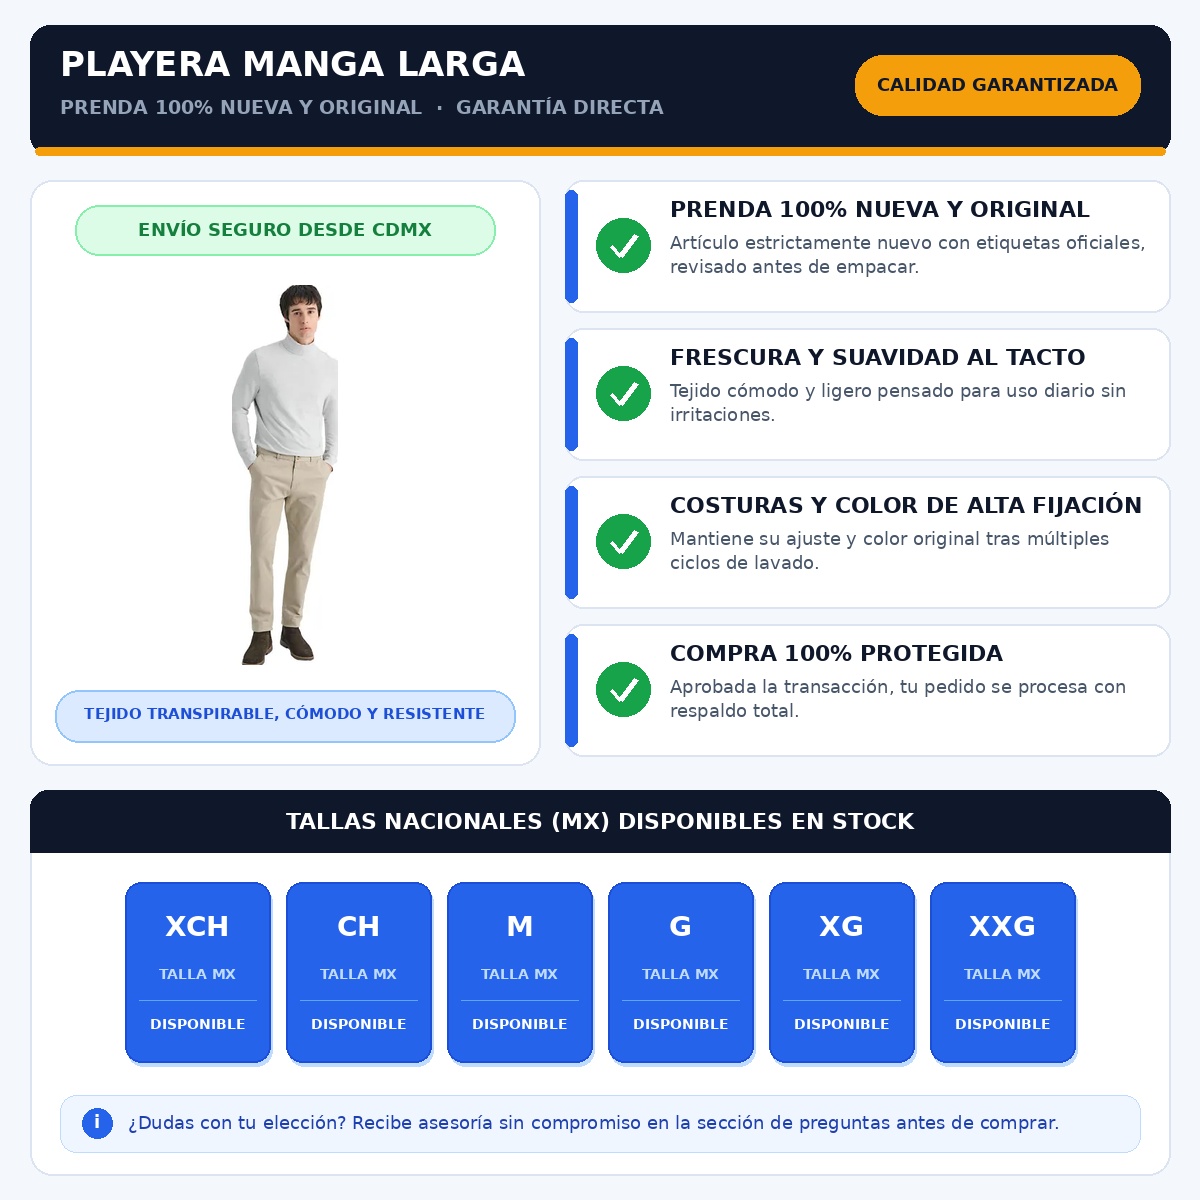 PLAYERA MANGA LARGA
PRENDA 100% NUEVA Y ORIGINAL · GARANTÍA DIRECTA
CALIDAD GARANTIZADA
ENVÍO SEGURO DESDE CDMX
TEJIDO TRANSPIRABLE, CÓMODO Y RESISTENTE
PRENDA 100% NUEVA Y ORIGINAL
Artículo estrictamente nuevo con etiquetas oficiales,
revisado antes de empacar.
FRESCURA Y SUAVIDAD AL TACTO
Tejido cómodo y ligero pensado para uso diario sin
irritaciones.
COSTURAS Y COLOR DE ALTA FIJACIÓN
Mantiene su ajuste y color original tras múltiples
ciclos de lavado.
COMPRA 100% PROTEGIDA
Aprobada la transacción, tu pedido se procesa con
respaldo total.
TALLAS NACIONALES (MX) DISPONIBLES EN STOCK
XCH CH M G XG XXG
TALLA MX TALLA MX TALLA MX TALLA MX TALLA MX TALLA MX
DISPONIBLE DISPONIBLE DISPONIBLE DISPONIBLE DISPONIBLE DISPONIBLE
i ¿Dudas con tu elección? Recibe asesoría sin compromiso en la sección de preguntas antes de comprar.